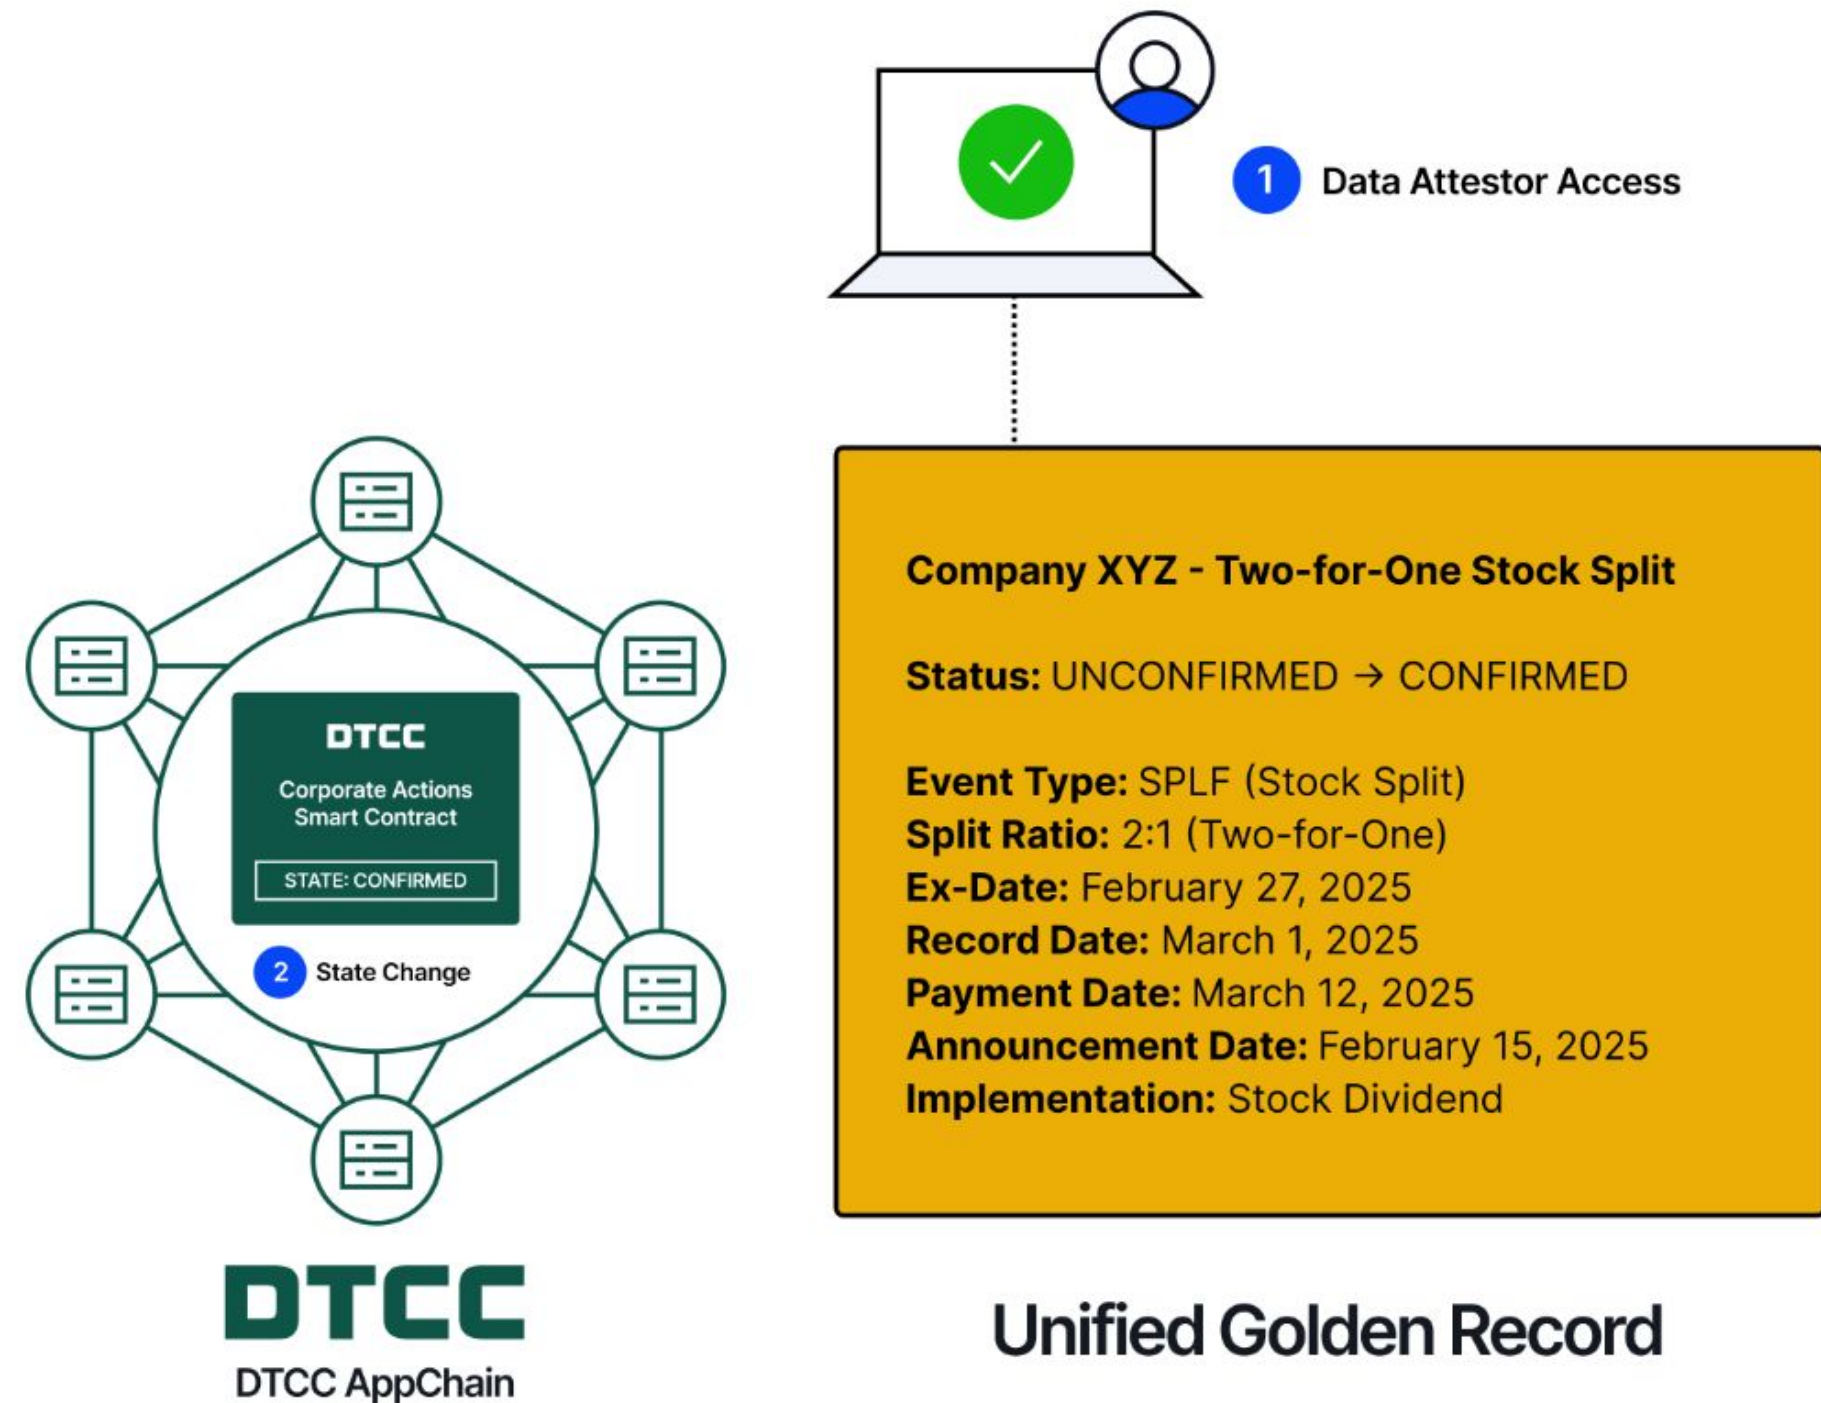 1 Data Attestor Access
DTCC
Corporate Actions
Smart Contract
STATE: CONFIRMED
2 State Change
DTCC
DTCC AppChain
Company XYZ - Two-for-One Stock Split
Status: UNCONFIRMED → CONFIRMED
Event Type: SPLF (Stock Split)
Split Ratio: 2:1 (Two-for-One)
Ex-Date: February 27, 2025
Record Date: March 1, 2025
Payment Date: March 12, 2025
Announcement Date: February 15, 2025
Implementation: Stock Dividend
Unified Golden Record